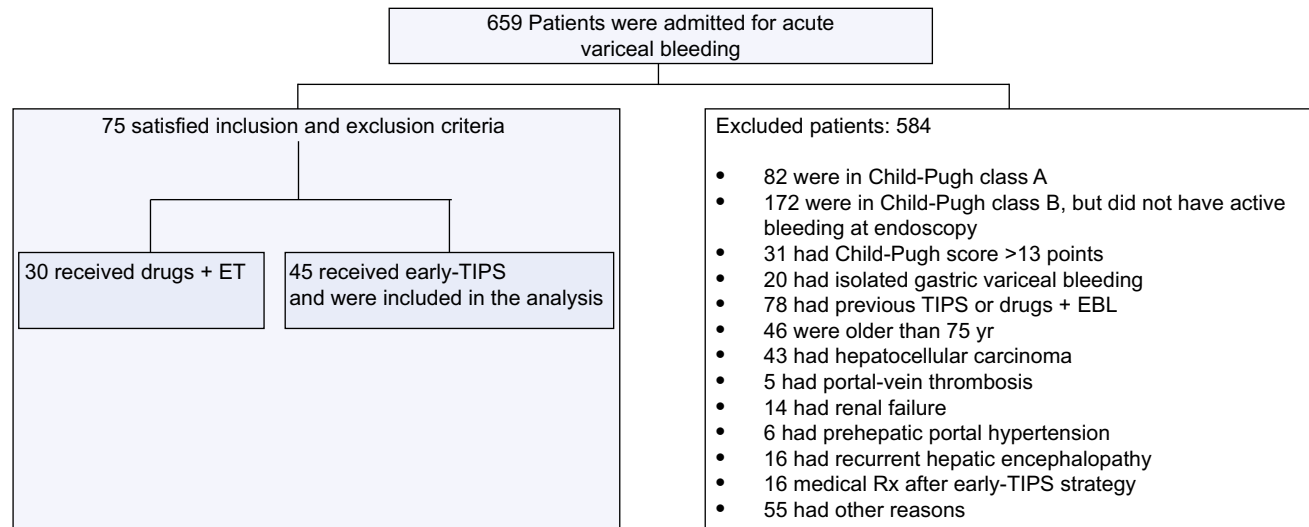 659 Patients were admitted for acute
variceal bleeding
75 satisfied inclusion and exclusion criteria
30 received drugs + ET
45 received early-TIPS
and were included in the analysis
Excluded patients: 584
• 82 were in Child-Pugh class A
• 172 were in Child-Pugh class B, but did not have active
bleeding at endoscopy
• 31 had Child-Pugh score >13 points
• 20 had isolated gastric variceal bleeding
• 78 had previous TIPS or drugs + EBL
• 46 were older than 75 yr
• 43 had hepatocellular carcinoma
• 5 had portal-vein thrombosis
• 14 had renal failure
• 6 had prehepatic portal hypertension
• 16 had recurrent hepatic encephalopathy
• 16 medical Rx after early-TIPS strategy
• 55 had other reasons